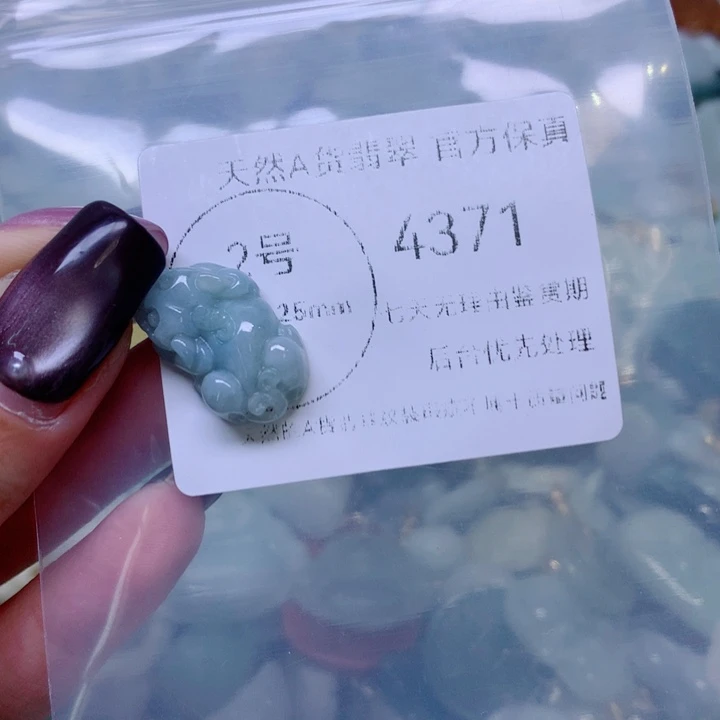 天然A货翡翠 官方保真
2号
4371
25mm
七天无理由鉴赏期
后台优先处理